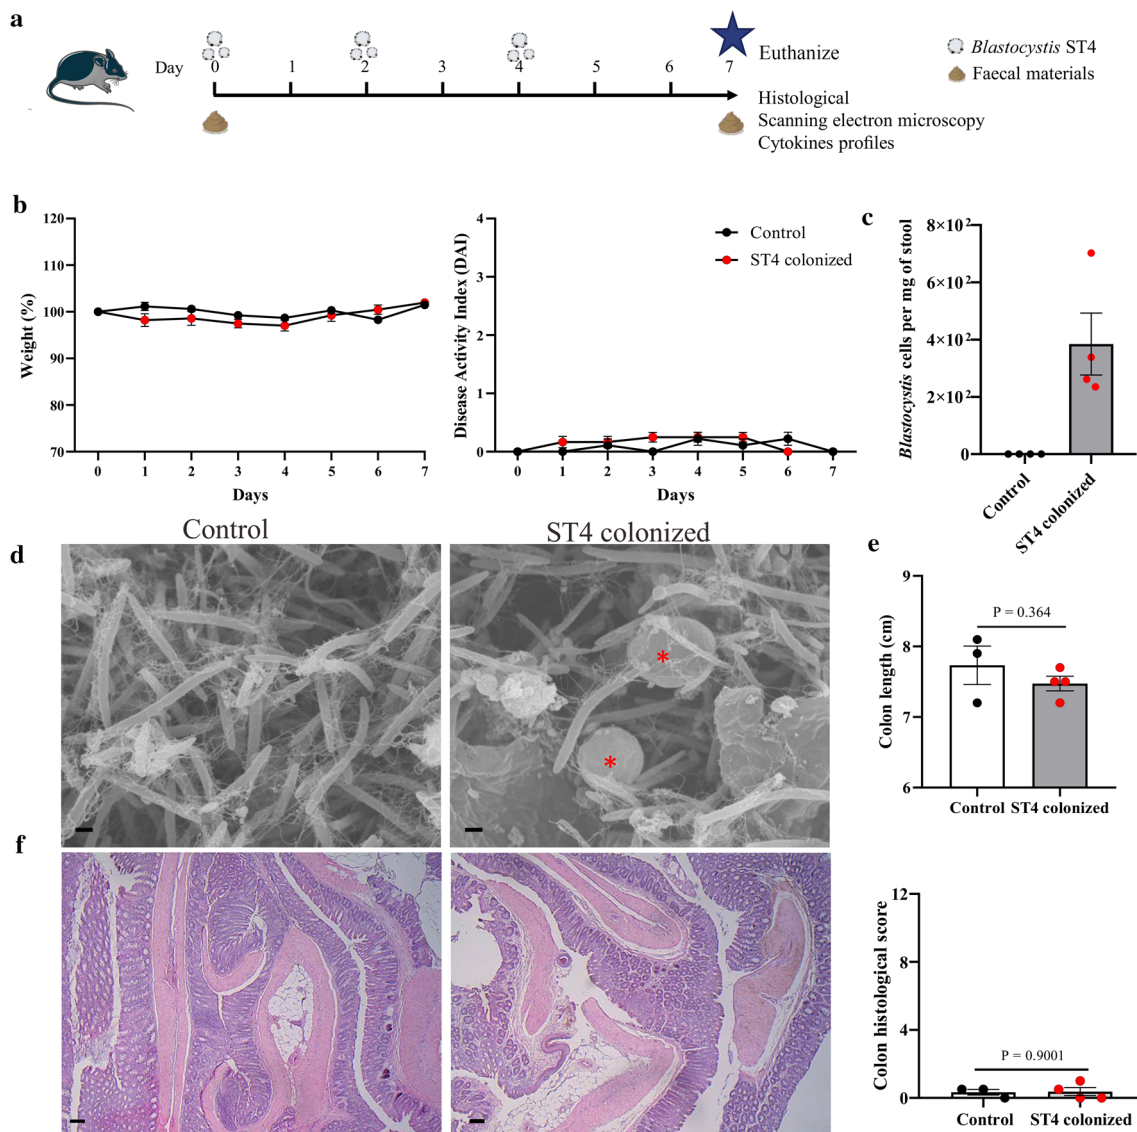 a
Day
0
1
2
3
4
5
6
7
Euthanize
Histological
Scanning electron microscopy
Cytokines profiles
Blastocystis ST4
Faecal materials
b
Weight (%)
120
110
100
90
80
70
0 1 2 3 4 5 6 7
Days
Disease Activity Index (DAI)
4
3
2
1
0
0 1 2 3 4 5 6 7
Days
Control
ST4 colonized
c
Blastocystis cells per mg of stool
8×10²
6×10²
4×10²
2×10²
0
Control
ST4 colonized
d
Control
ST4 colonized
*
*
e
Colon length (cm)
9
8
7
6
P = 0.364
Control ST4 colonized
f
Colon histological score
12
8
4
0
P = 0.9001
Control ST4 colonized